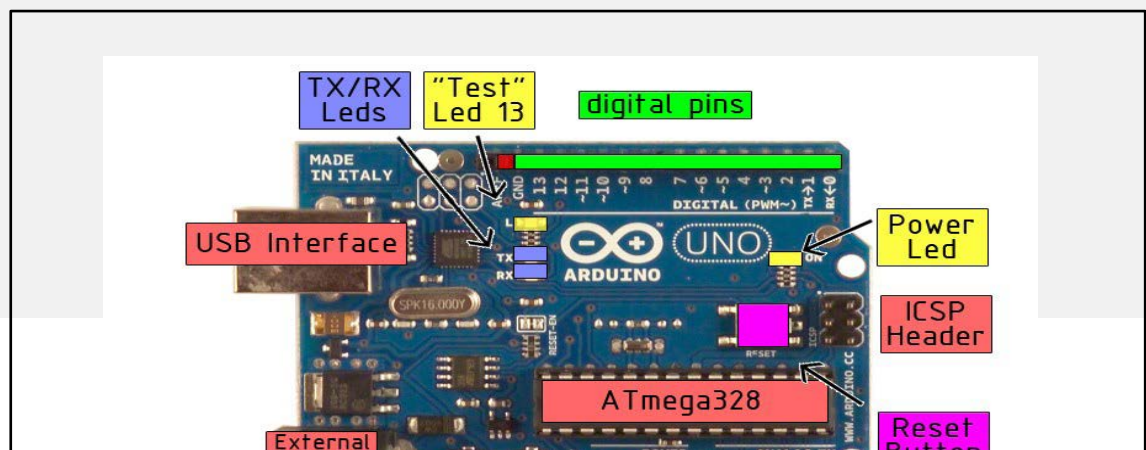 TX/RX
Leds
"Test"
Led 13
digital pins
MADE
IN ITALY
GND
13
12
~11
~10
~9
8
7
~6
~5
4
~3
2
TX→1
RX←0
DIGITAL (PWM~)
USB Interface
L
TX
RX
ARDUINO
UNO
ON
Power
Led
SPK16.000Y
RESET-EN
RESET
ICSP
ICSP
Header
ATmega328
WWW.ARDUINO.CC
External
Reset
Button